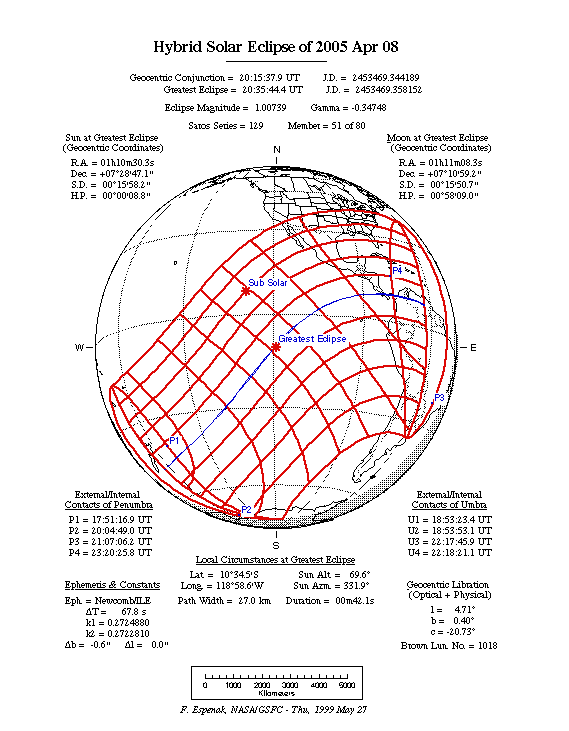 Hybrid Solar Eclipse of 2005 Apr 08
Geocentric Conjunction = 20:15:37.9 UT J.D. = 2453469.344189
Greatest Eclipse = 20:35:44.4 UT J.D. = 2453469.358152
Eclipse Magnitude = 1.00739 Gamma = -0.34748
Saros Series = 129 Member = 51 of 80
Sun at Greatest Eclipse
(Geocentric Coordinates)
R.A. = 01h10m30.3s
Dec. = +07°28'47.1"
S.D. = 00°15'58.2"
H.P. = 00°00'08.8"
Moon at Greatest Eclipse
(Geocentric Coordinates)
R.A. = 01h11m08.3s
Dec. = +07°10'59.2"
S.D. = 00°15'50.7"
H.P. = 00°58'09.0"
N
P4
Sub Solar
Greatest Eclipse
W
E
P3
P1
P2
S
External/Internal
Contacts of Penumbra
P1 = 17:51:16.9 UT
P2 = 20:04:49.0 UT
P3 = 21:07:06.2 UT
P4 = 23:20:25.8 UT
External/Internal
Contacts of Umbra
U1 = 18:53:23.4 UT
U2 = 18:53:53.1 UT
U3 = 22:17:45.9 UT
U4 = 22:18:21.1 UT
Local Circumstances at Greatest Eclipse
Lat. = 10°34.5'S Sun Alt. = 69.6°
Long. = 118°58.6'W Sun Azm. = 331.9°
Path Width = 27.0 km Duration = 00m42.1s
Ephemeris & Constants
Eph. = Newcomb/ILE
ΔT = 67.8 s
k1 = 0.2724880
k2 = 0.2722810
Δb = -0.6" Δl = 0.0"
Geocentric Libration
(Optical + Physical)
l = 4.71°
b = 0.40°
c = -20.73°
Brown Lun. No. = 1018
0 1000 2000 3000 4000 5000
Kilometers
F. Espenak, NASA/GSFC - Thu, 1999 May 27